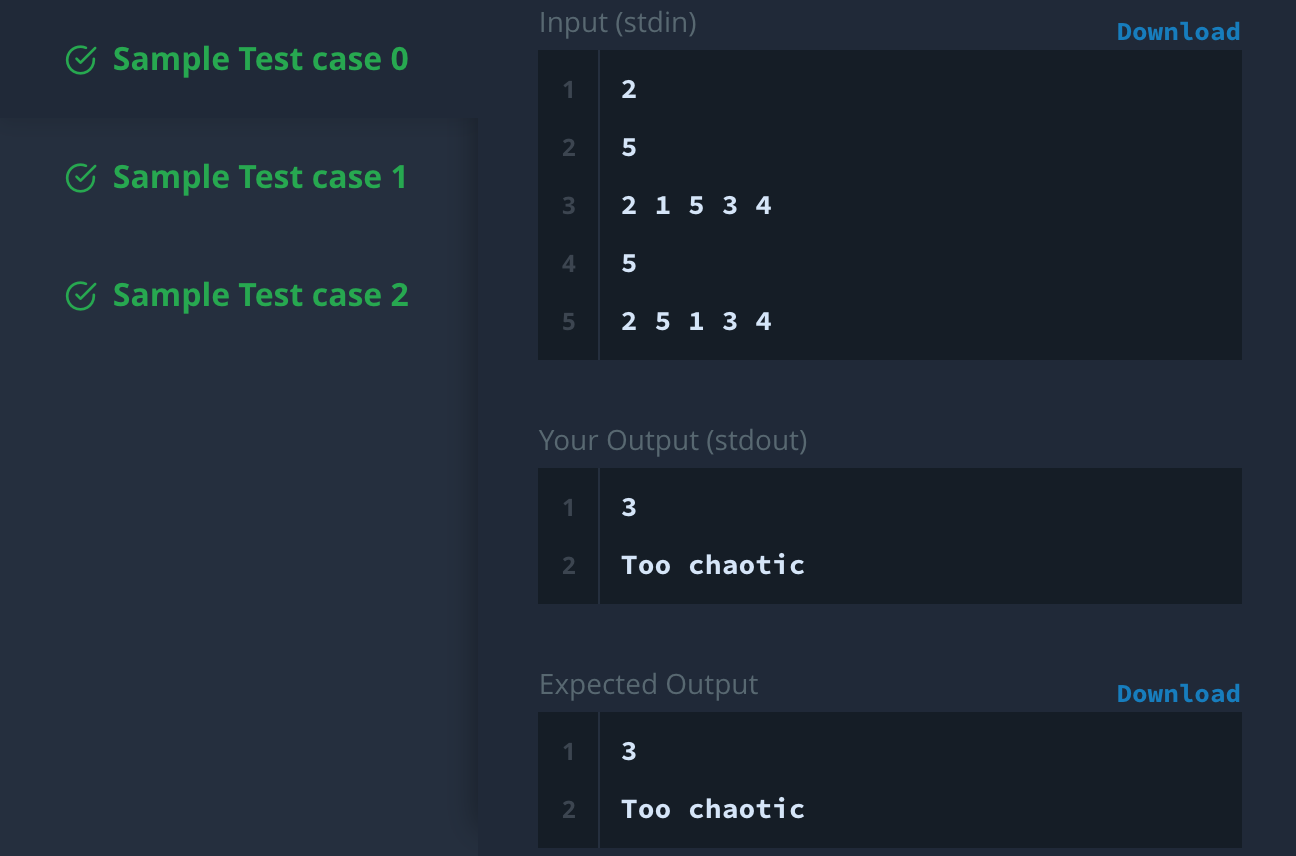 Sample Test case 0
Sample Test case 1
Sample Test case 2
Input (stdin)
Download
1 2
2 5
3 2 1 5 3 4
4 5
5 2 5 1 3 4
Your Output (stdout)
1 3
2 Too chaotic
Expected Output
Download
1 3
2 Too chaotic